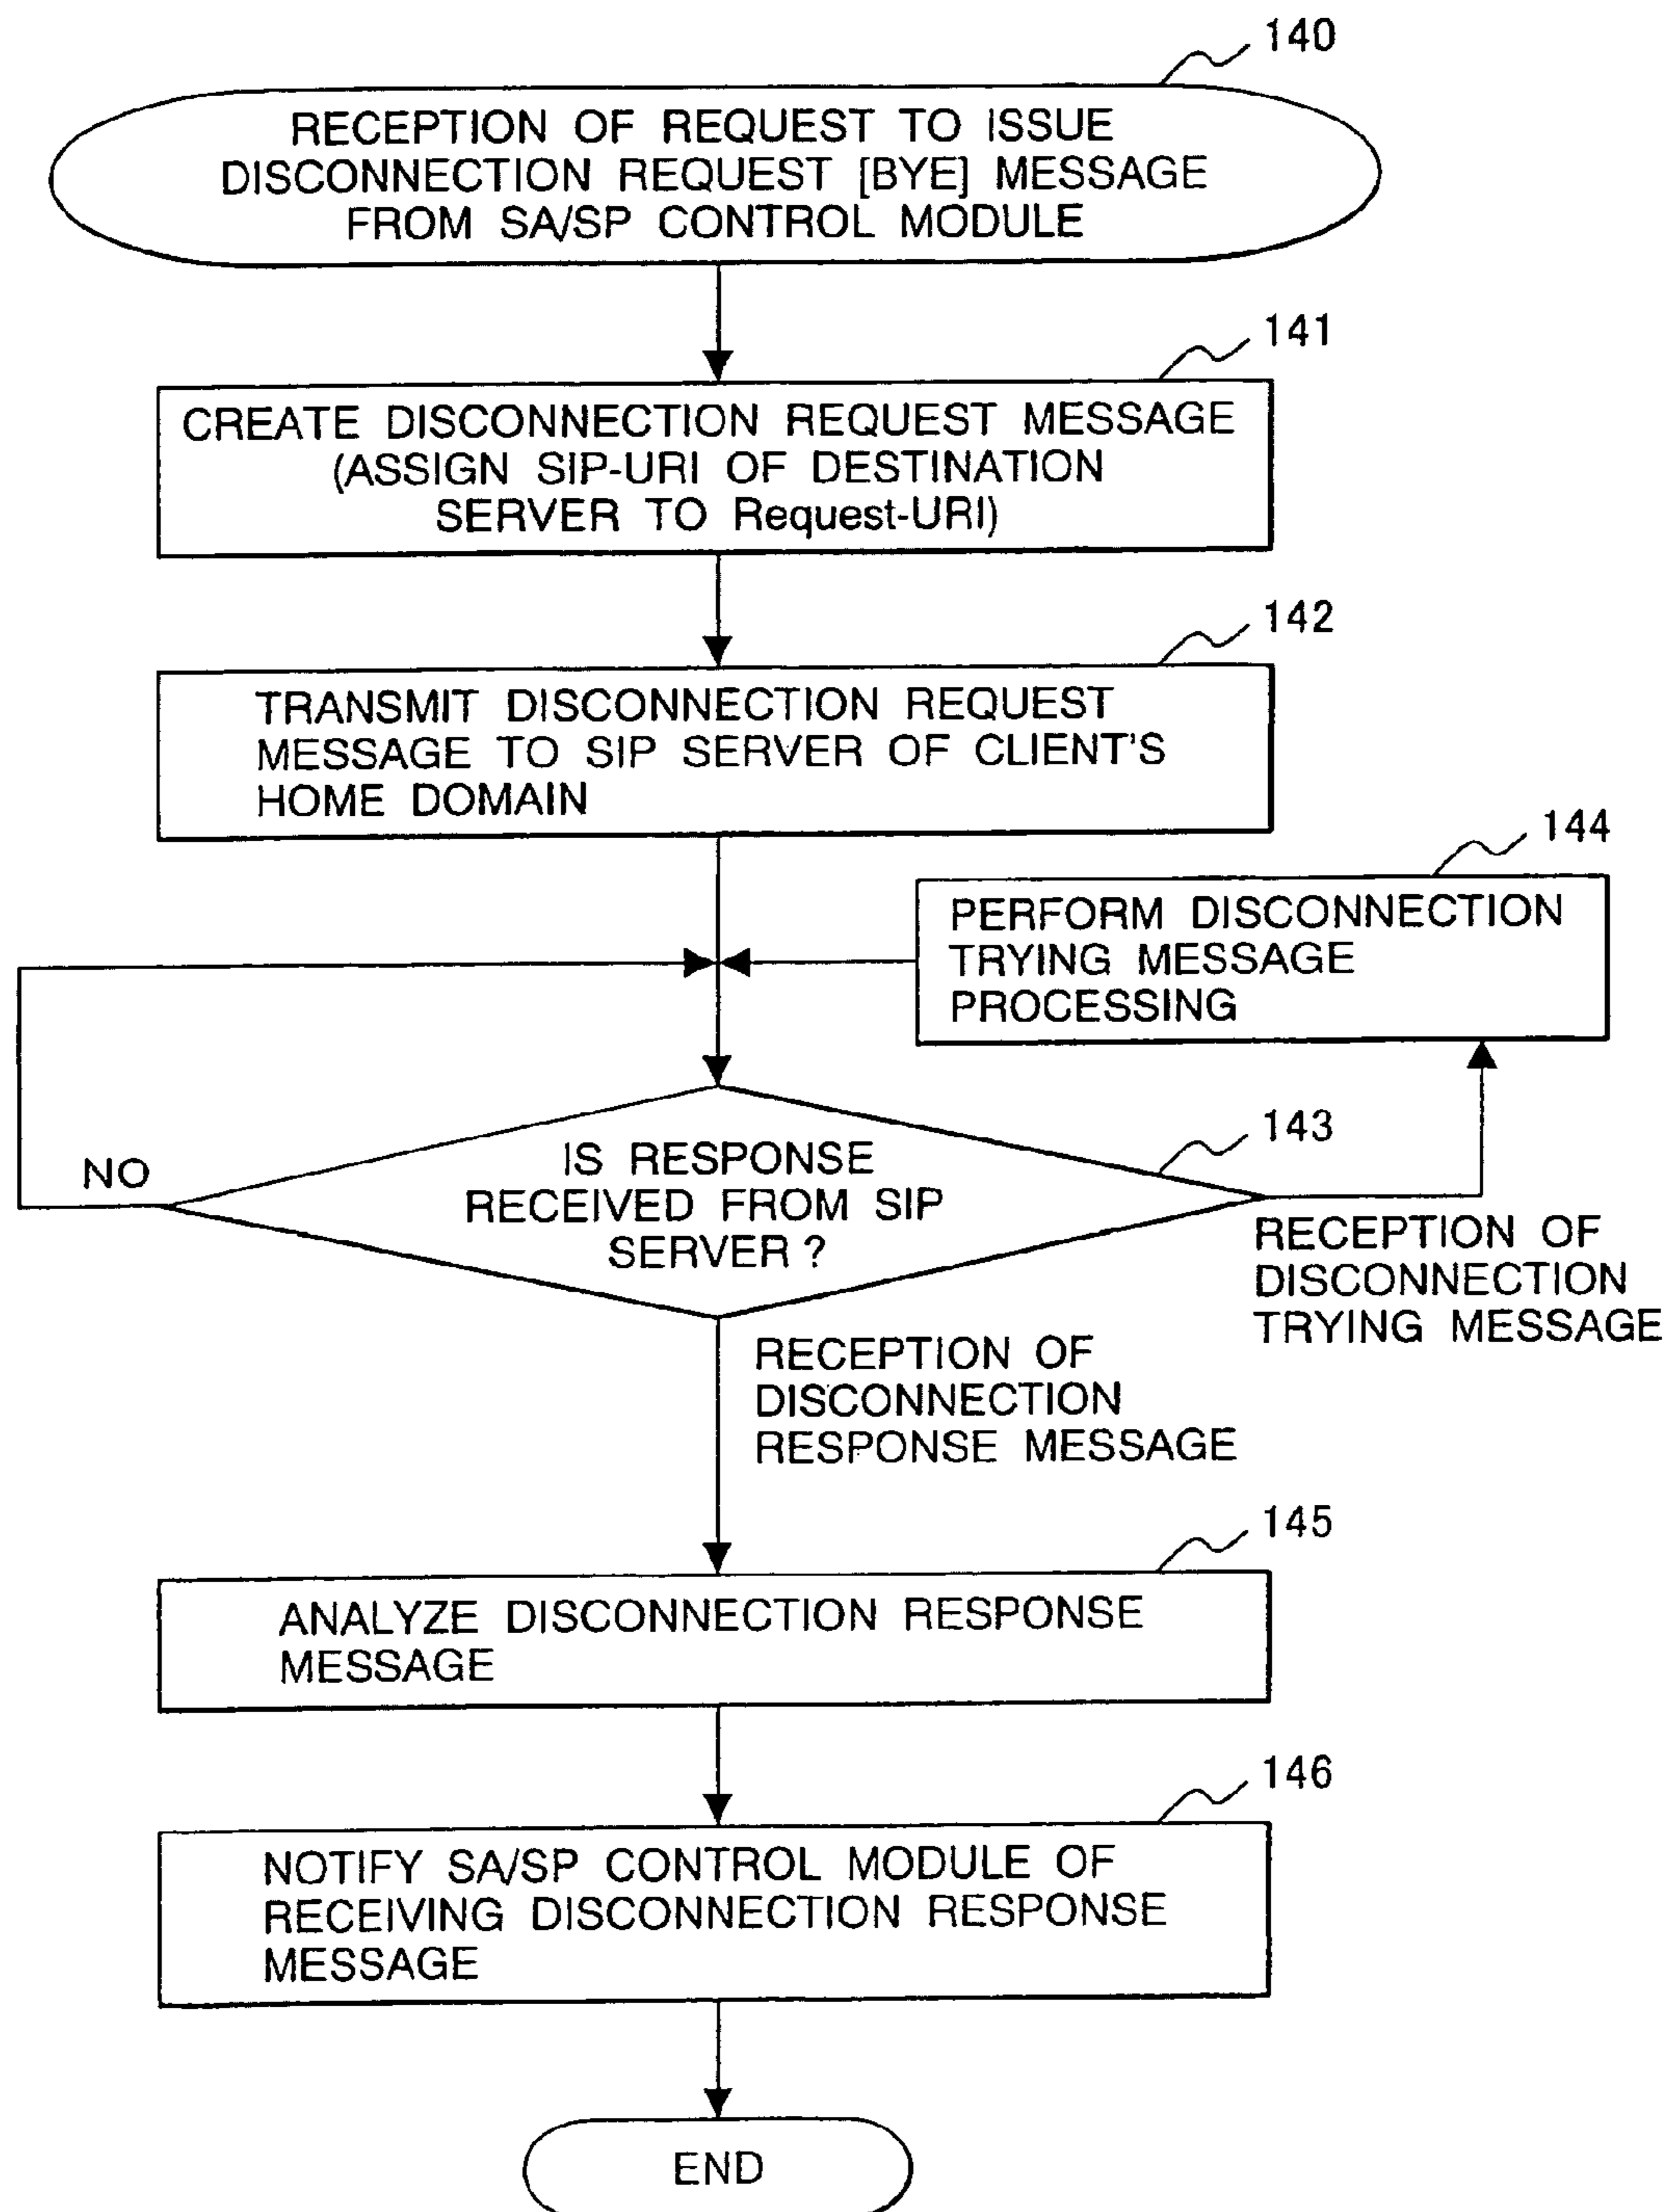 140
RECEPTION OF REQUEST TO ISSUE
DISCONNECTION REQUEST [BYE] MESSAGE
FROM SA/SP CONTROL MODULE
141
CREATE DISCONNECTION REQUEST MESSAGE
(ASSIGN SIP-URI OF DESTINATION
SERVER TO Request-URI)
142
TRANSMIT DISCONNECTION REQUEST
MESSAGE TO SIP SERVER OF CLIENT'S
HOME DOMAIN
144
PERFORM DISCONNECTION
TRYING MESSAGE
PROCESSING
143
IS RESPONSE
RECEIVED FROM SIP
SERVER ?
NO
RECEPTION OF
DISCONNECTION
TRYING MESSAGE
RECEPTION OF
DISCONNECTION
RESPONSE MESSAGE
145
ANALYZE DISCONNECTION RESPONSE
MESSAGE
146
NOTIFY SA/SP CONTROL MODULE OF
RECEIVING DISCONNECTION RESPONSE
MESSAGE
END